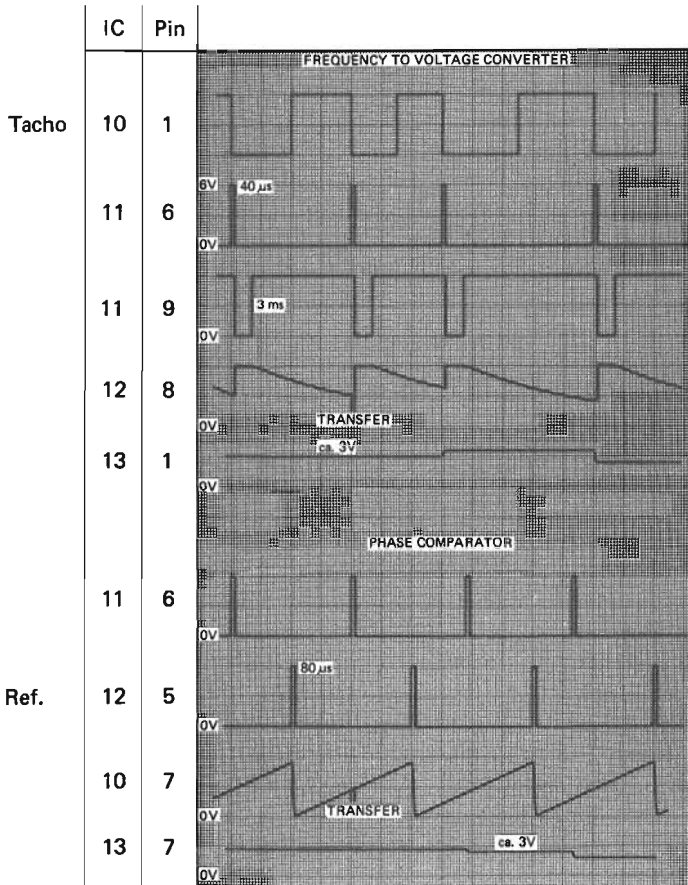 IC Pin
FREQUENCY TO VOLTAGE CONVERTER
Tacho 10 1
6V 40 µs
11 6
0V
11 9
3 ms
0V
12 8
0V TRANSFER
13 1
ca. 3V
0V
PHASE COMPARATOR
11 6
0V
80 µs
Ref. 12 5
0V
10 7
0V TRANSFER
13 7
ca. 3V
0V